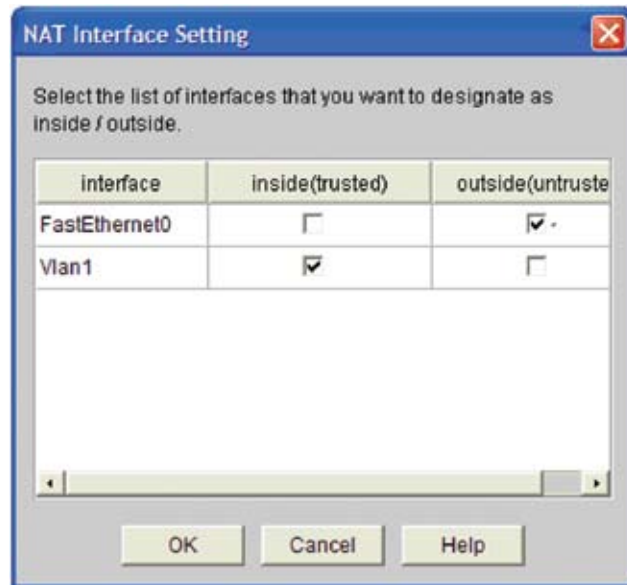 NAT Interface Setting
Select the list of interfaces that you want to designate as
inside / outside.
interface inside(trusted) outside(untruste
FastEthernet0
Vlan1
OK Cancel Help